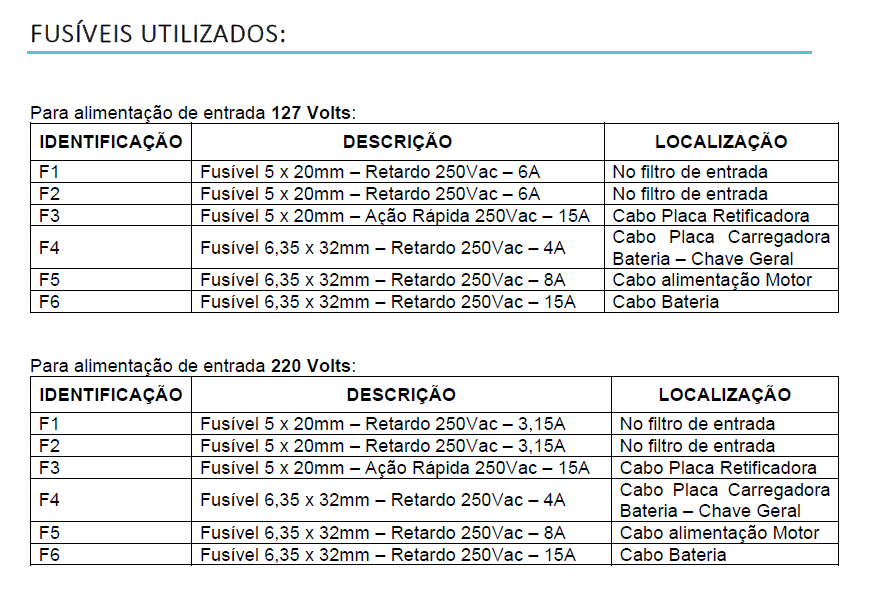 FUSÍVEIS UTILIZADOS:
Para alimentação de entrada 127 Volts:
IDENTIFICAÇÃO DESCRIÇÃO LOCALIZAÇÃO
F1 Fusível 5 x 20mm – Retardo 250Vac – 6A No filtro de entrada
F2 Fusível 5 x 20mm – Retardo 250Vac – 6A No filtro de entrada
F3 Fusível 5 x 20mm – Ação Rápida 250Vac – 15A Cabo Placa Retificadora
F4 Fusível 6,35 x 32mm – Retardo 250Vac – 4A Cabo Placa Carregadora
Bateria – Chave Geral
F5 Fusível 6,35 x 32mm – Retardo 250Vac – 8A Cabo alimentação Motor
F6 Fusível 6,35 x 32mm – Retardo 250Vac – 15A Cabo Bateria
Para alimentação de entrada 220 Volts:
IDENTIFICAÇÃO DESCRIÇÃO LOCALIZAÇÃO
F1 Fusível 5 x 20mm – Retardo 250Vac – 3,15A No filtro de entrada
F2 Fusível 5 x 20mm – Retardo 250Vac – 3,15A No filtro de entrada
F3 Fusível 5 x 20mm – Ação Rápida 250Vac – 15A Cabo Placa Retificadora
F4 Fusível 6,35 x 32mm – Retardo 250Vac – 4A Cabo Placa Carregadora
Bateria – Chave Geral
F5 Fusível 6,35 x 32mm – Retardo 250Vac – 8A Cabo alimentação Motor
F6 Fusível 6,35 x 32mm – Retardo 250Vac – 15A Cabo Bateria